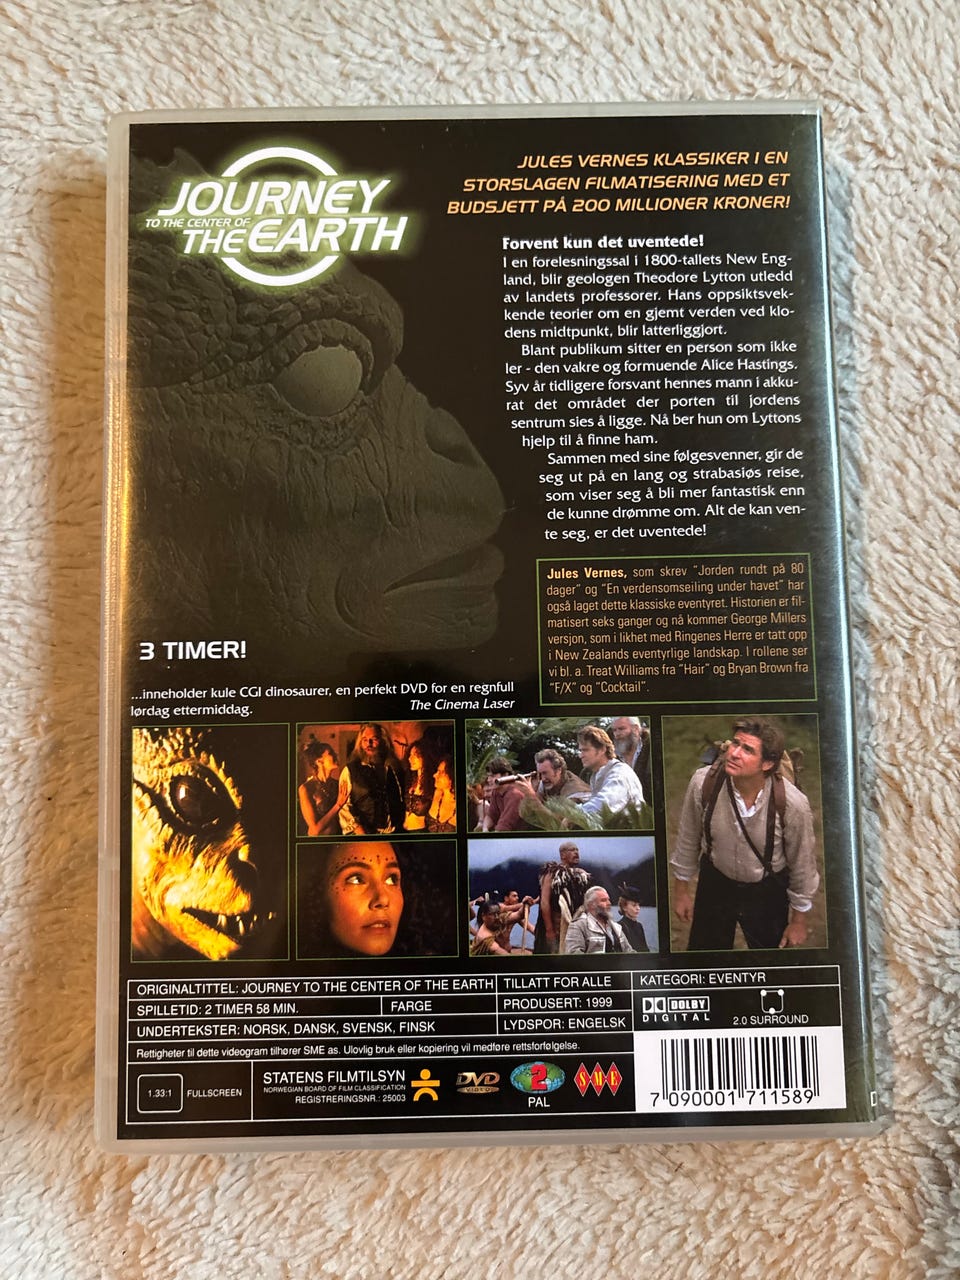 JOURNEY
TO THE CENTER OF
THE EARTH
JULES VERNES KLASSIKER I EN
STORSLAGEN FILMATISERING MED ET
BUDSJETT PÅ 200 MILLIONER KRONER!
Forvent kun det uventede!
I en forelesningssal i 1800-tallets New Eng-
land, blir geologen Theodore Lytton utledd
av landets professorer. Hans oppsiktsvek-
kende teorier om en gjemt verden ved klo-
dens midtpunkt, blir latterliggjort.
Blant publikum sitter en person som ikke
ler - den vakre og formuende Alice Hastings.
Syv år tidligere forsvant hennes mann i akku-
rat det området der porten til jordens
sentrum sies å ligge. Nå ber hun om Lyttons
hjelp til å finne ham.
Sammen med sine følgesvenner, gir de
seg ut på en lang og strabasiøs reise,
som viser seg å bli mer fantastisk enn
de kunne drømme om. Alt de kan ven-
te seg, er det uventede!
Jules Vernes, som skrev "Jorden rundt på 80
dager" og "En verdensomseiling under havet" har
også laget dette klassiske eventyret. Historien er fil-
matisert seks ganger og nå kommer George Millers
versjon, som i likhet med Ringenes Herre er tatt opp
i New Zealands eventyrlige landskap. I rollene ser
vi bl. a. Treat Williams fra "Hair" og Bryan Brown fra
"F/X" og "Cocktail".
3 TIMER!
...inneholder kule CGI dinosaurer, en perfekt DVD for en regnfull
lørdag ettermiddag.
The Cinema Laser
ORIGINALTITTEL: JOURNEY TO THE CENTER OF THE EARTH
TILLATT FOR ALLE
KATEGORI: EVENTYR
SPILLETID: 2 TIMER 58 MIN.
FARGE
PRODUSERT: 1999
UNDERTEKSTER: NORSK, DANSK, SVENSK, FINSK
LYDSPOR: ENGELSK
DOLBY
DIGITAL
2.0 SURROUND
Rettigheter til dette videogram tilhører SME as. Ulovlig bruk eller kopiering vil medføre rettsforfølgelse.
1.33:1
FULLSCREEN
STATENS FILMTILSYN
NORWEGIAN BOARD OF FILM CLASSIFICATION
REGISTRERINGSNR.: 25003
DVD
VIDEO
2
PAL
S•M•E
7 090001 711589